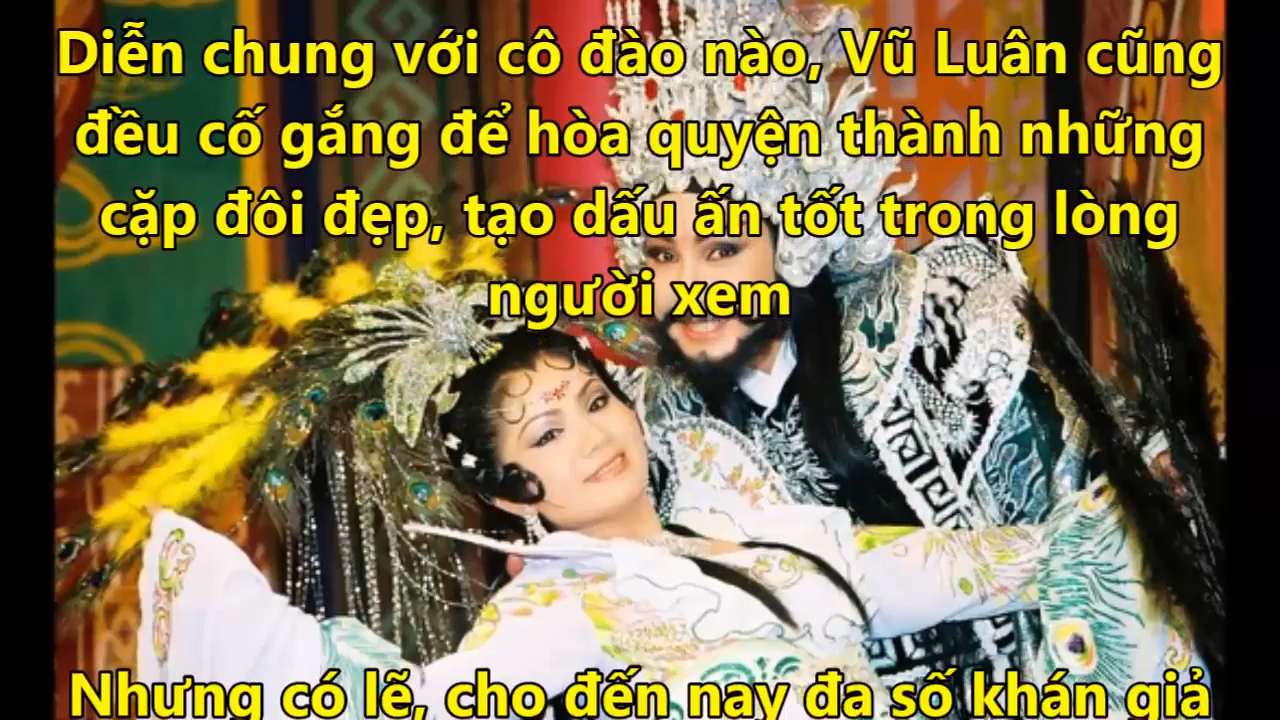 Diễn chung với cô đào nào, Vũ Luân cũng
đều cố gắng để hòa quyện thành những
cặp đôi đẹp, tạo dấu ấn tốt trong lòng
người xem
Nhưng có lẽ, cho đến nay đa số khán giả